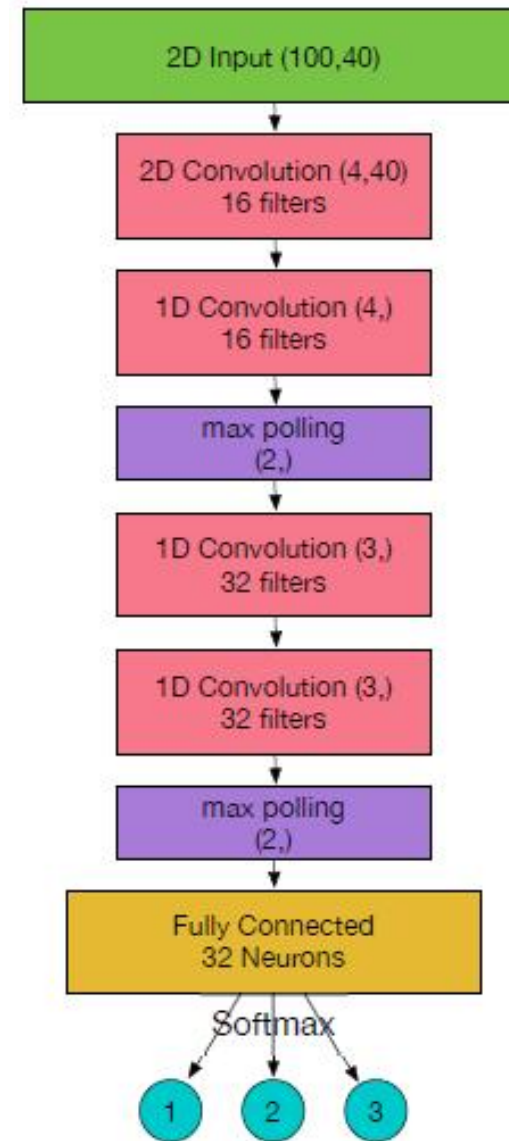 2D Input (100,40)
2D Convolution (4,40)
16 filters
1D Convolution (4,)
16 filters
max polling
(2,)
1D Convolution (3,)
32 filters
1D Convolution (3,)
32 filters
max polling
(2,)
Fully Connected
32 Neurons
Softmax
1 2 3